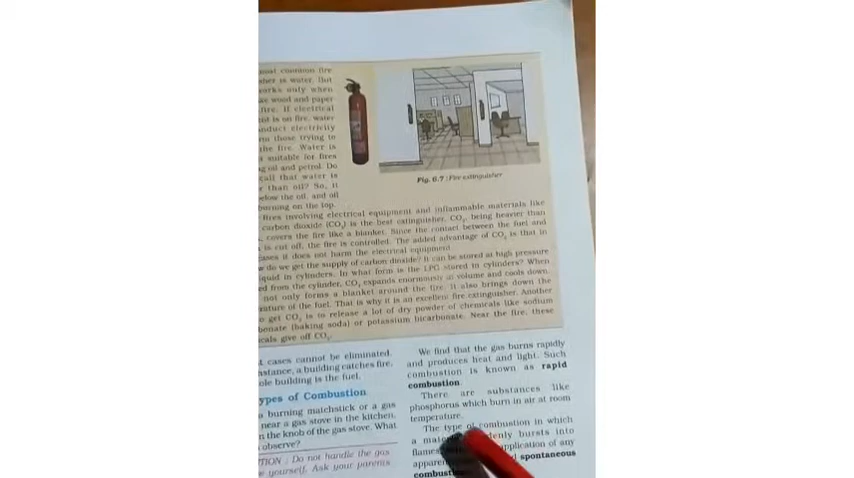 most common fire
sher is water. But
orks only when
ke wood and paper
fire. If electrical
nt is on fire, water
nduct electricity
rm those trying to
the fire. Water is
t suitable for fires
ng oil and petrol. Do
call that water is
r than oil? So, it
elow the oil, and oil
burning on the top.
Fig. 6.7 : Fire extinguisher
fires involving electrical equipment and inflammable materials like
carbon dioxide (CO2) is the best extinguisher. CO2, being heavier than
, covers the fire like a blanket. Since the contact between the fuel and
is cut off, the fire is controlled. The added advantage of CO2 is that in
cases it does not harm the electrical equipment.
w do we get the supply of carbon dioxide? It can be stored at high pressure
iquid in cylinders. In what form is the LPG stored in cylinders? When
ed from the cylinder, CO2 expands enormously in volume and cools down.
not only forms a blanket around the fire, it also brings down the
rature of the fuel. That is why it is an excellent fire extinguisher. Another
o get CO2 is to release a lot of dry powder of chemicals like sodium
bonate (baking soda) or potassium bicarbonate. Near the fire, these
cals give off CO2.
t cases cannot be eliminated.
nstance, a building catches fire,
ole building is the fuel.
ypes of Combustion
a burning matchstick or a gas
near a gas stove in the kitchen.
n the knob of the gas stove. What
observe?
TION : Do not handle the gas
e yourself. Ask your parents
We find that the gas burns rapidly
and produces heat and light. Such
combustion is known as rapid
combustion.
There are substances like
phosphorus which burn in air at room
temperature.
The type of combustion in which
a mate denly bursts into
flames application of any
appare spontaneous
combustion